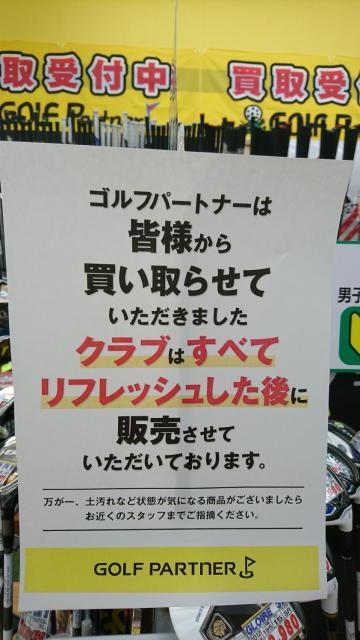 取受付中
買取受付
GOLF Partner
GOLF
ゴルフパートナーは
皆様から
買い取らせて
いただきました
クラブはすべて
リフレッシュした後に
販売させて
いただいております。
万が一、土汚れなど状態が気になる商品がございましたら
お近くのスタッフまでご指摘ください。
GOLF PARTNER
男子